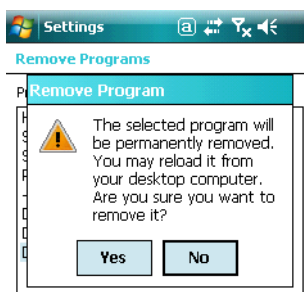 Settings
Remove Programs
Remove Program
The selected program will
be permanently removed.
You may reload it from
your desktop computer.
Are you sure you want to
remove it?
Yes
No